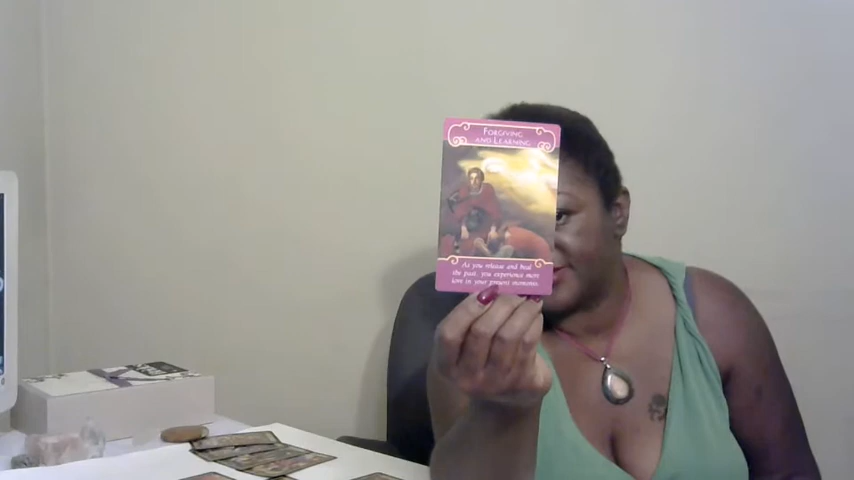 FORGIVING
AND LEARNING
As you release and heal
the past, you experience more
love in your present moments.